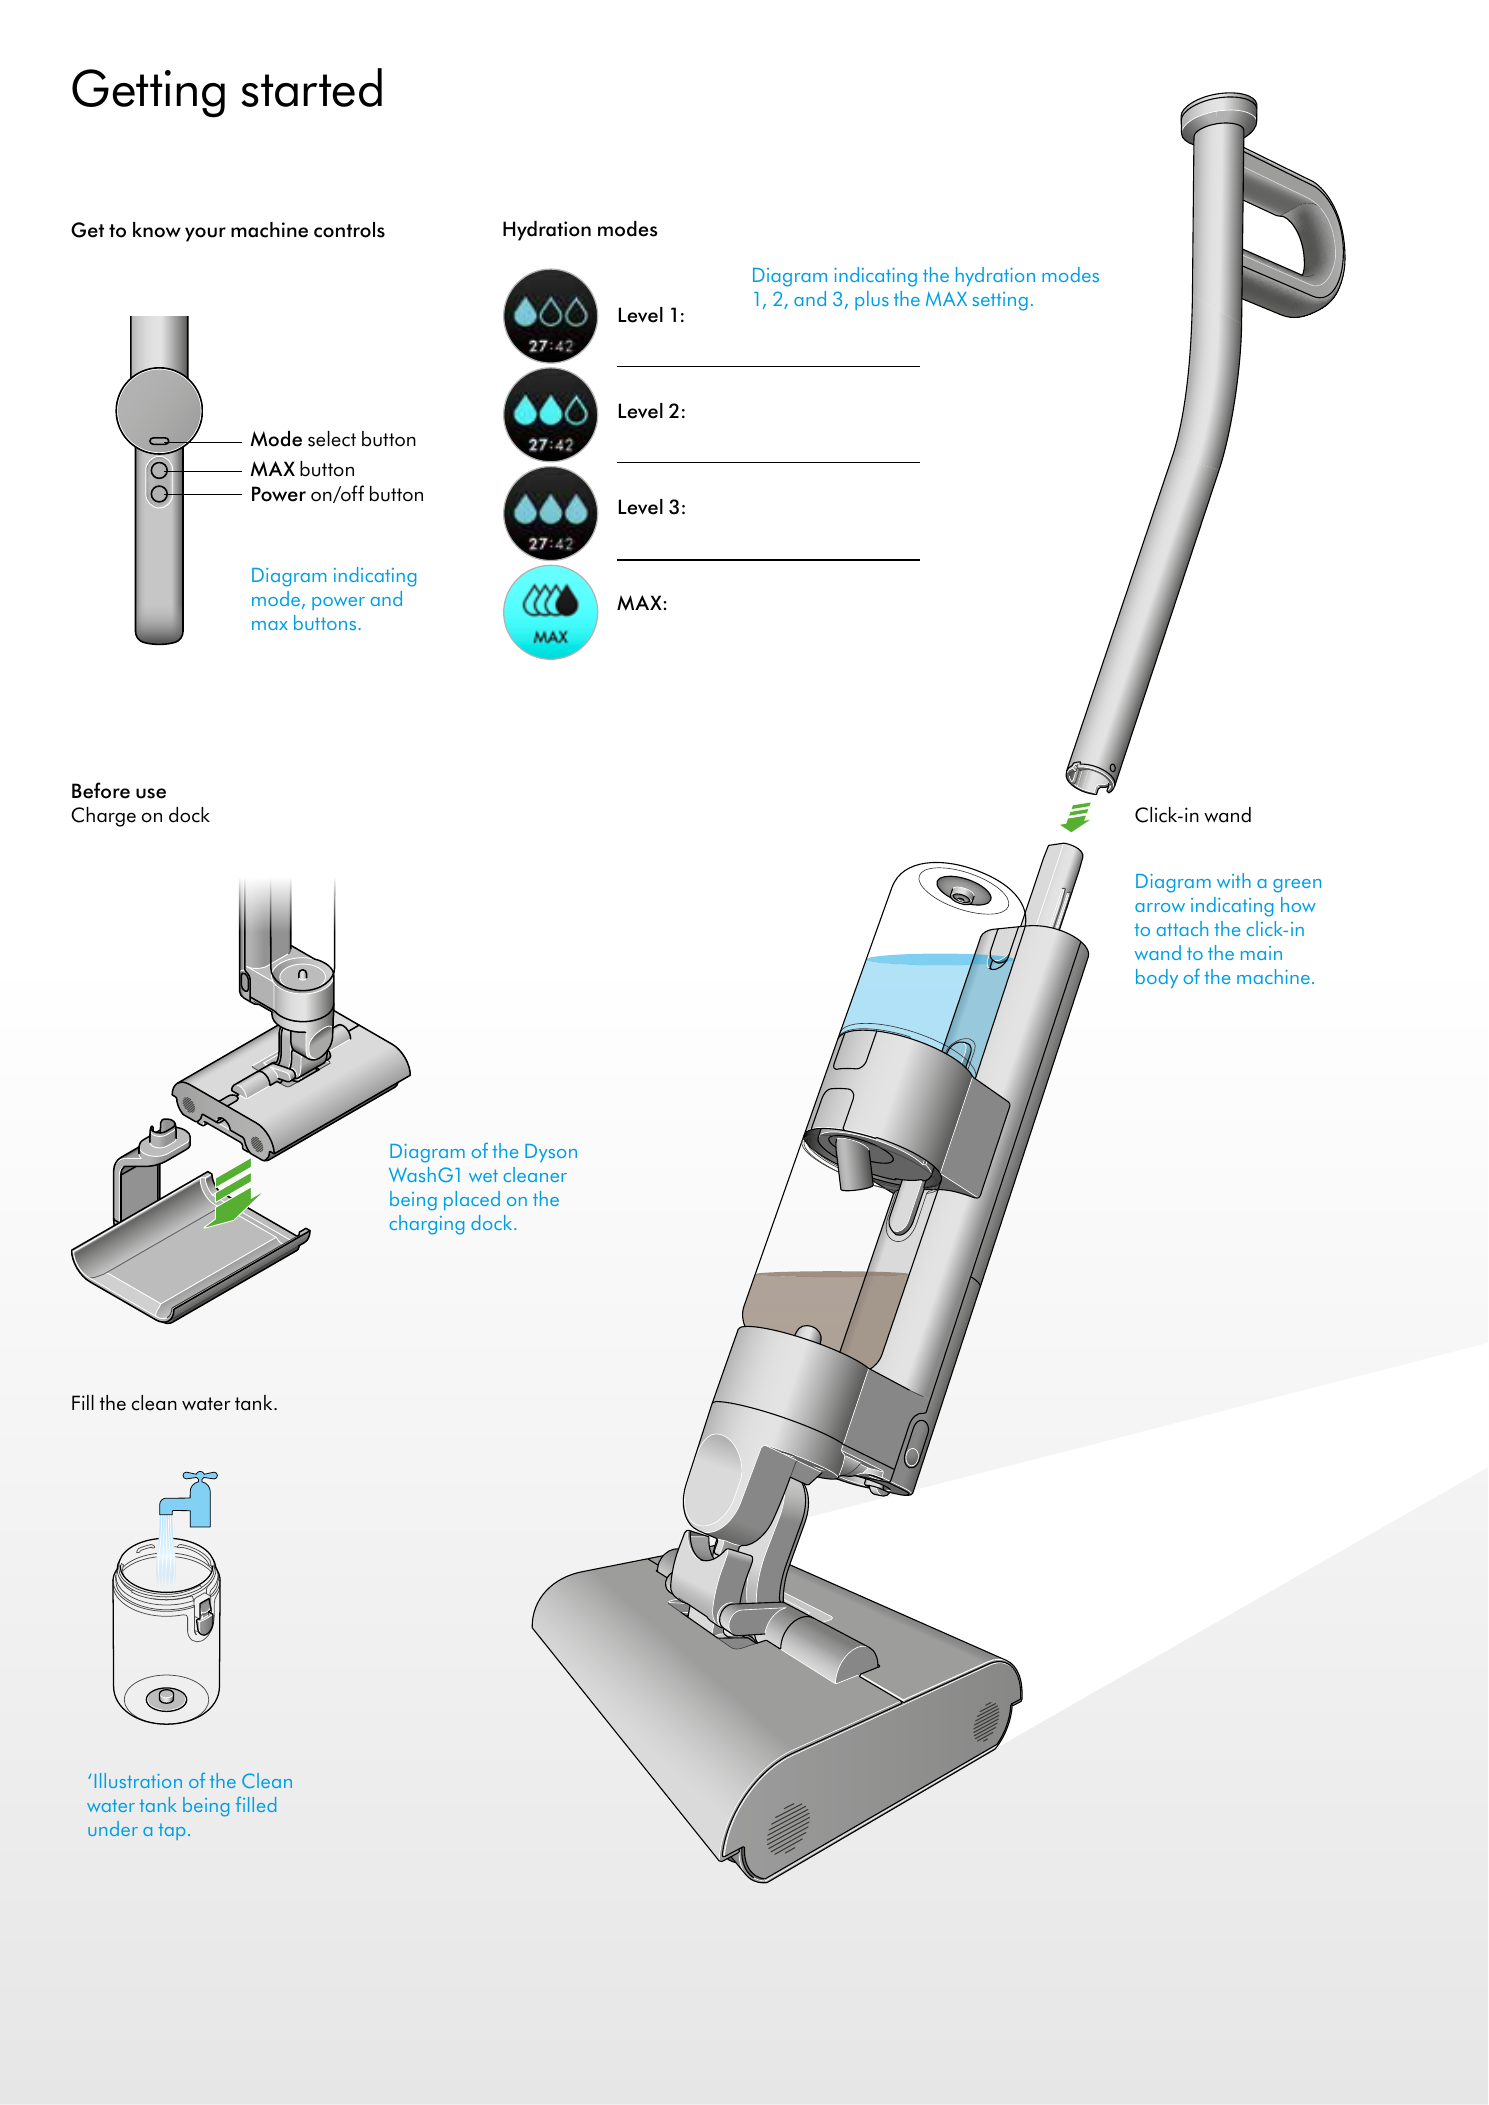 Getting started
Get to know your machine controls
Mode select button
MAX button
Power on/off button
Diagram indicating
mode, power and
max buttons.
Hydration modes
Diagram indicating the hydration modes
1, 2, and 3, plus the MAX setting.
27:42
Level 1:
27:42
Level 2:
27:42
Level 3:
MAX
MAX:
Before use
Charge on dock
Diagram of the Dyson
WashG1 wet cleaner
being placed on the
charging dock.
Click-in wand
Diagram with a green
arrow indicating how
to attach the click-in
wand to the main
body of the machine.
Fill the clean water tank.
‘Illustration of the Clean
water tank being filled
under a tap.